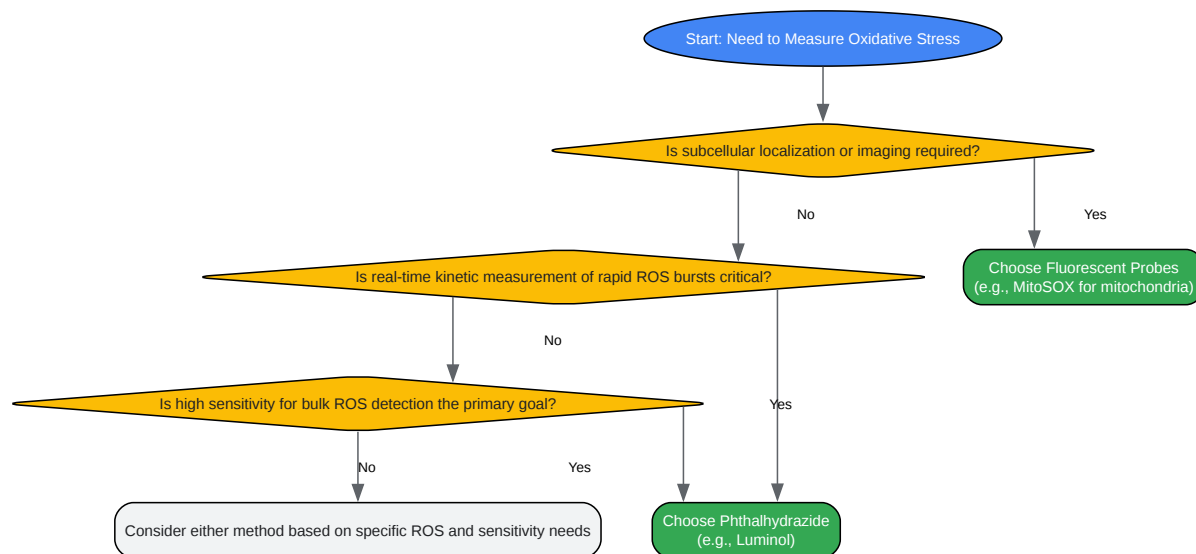 Start: Need to Measure Oxidative Stress
Is subcellular localization or imaging required?
No
Yes
Is real-time kinetic measurement of rapid ROS bursts critical?
Choose Fluorescent Probes
(e.g., MitoSOX for mitochondria)
No
Yes
Is high sensitivity for bulk ROS detection the primary goal?
No
Yes
Consider either method based on specific ROS and sensitivity needs
Choose Phthalhydrazide
(e.g., Luminol)